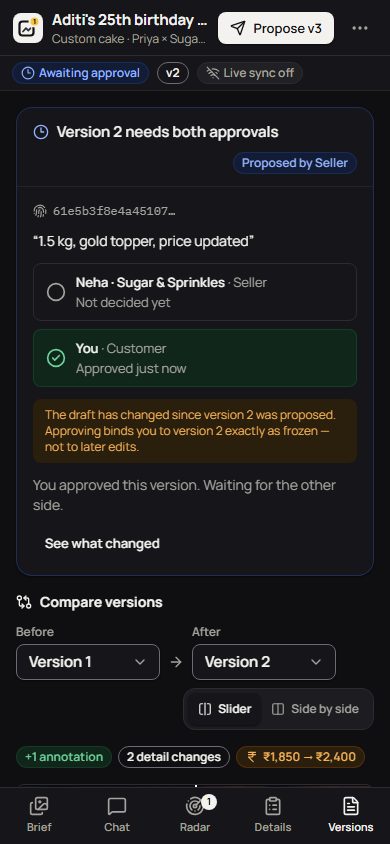 Aditi's 25th birthday ...
Propose v3
Custom cake · Priya × Suga...
Awaiting approval
v2
Live sync off
Version 2 needs both approvals
Proposed by Seller
61e5b3f8e4a45107…
“1.5 kg, gold topper, price updated”
Neha · Sugar & Sprinkles · Seller
Not decided yet
You · Customer
Approved just now
The draft has changed since version 2 was proposed.
Approving binds you to version 2 exactly as frozen —
not to later edits.
You approved this version. Waiting for the other
side.
See what changed
Compare versions
Before
After
Version 1
→
Version 2
Slider
Side by side
+1 annotation
2 detail changes
₹ ₹1,850 → ₹2,400
1
Brief
Chat
Radar
Details
Versions